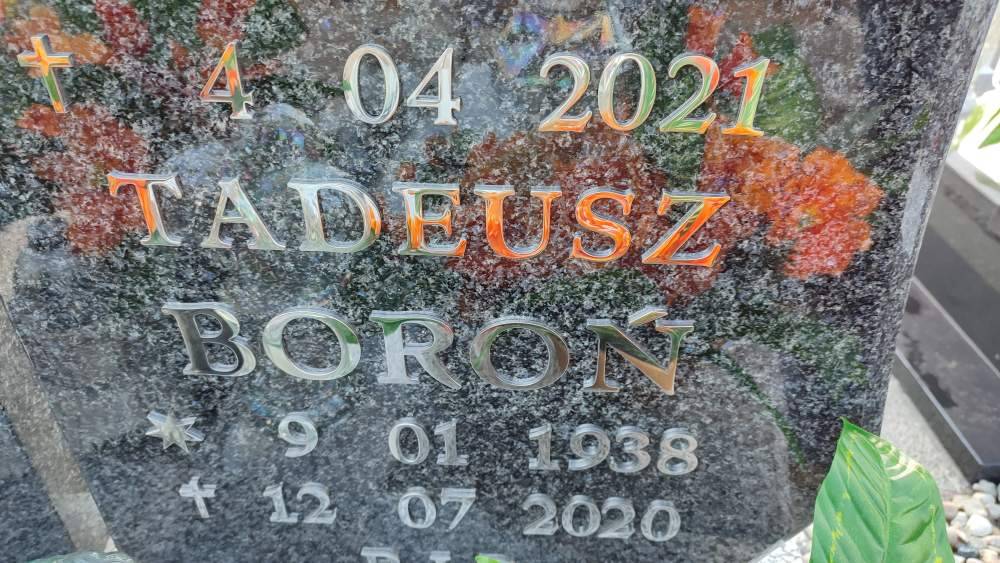 ✝ 4 04 2021
TADEUSZ
BOROŃ
✶ 9 01 1938
✝ 12 07 2020